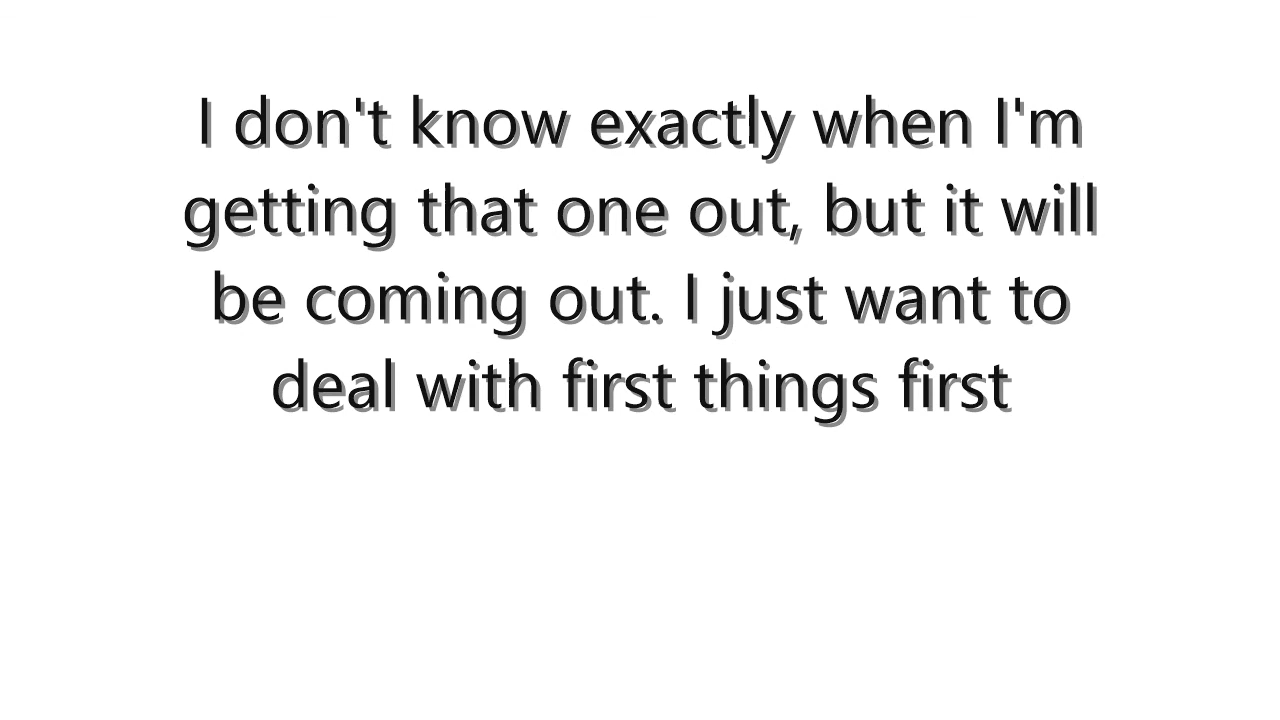 I don't know exactly when I'm
getting that one out, but it will
be coming out. I just want to
deal with first things first